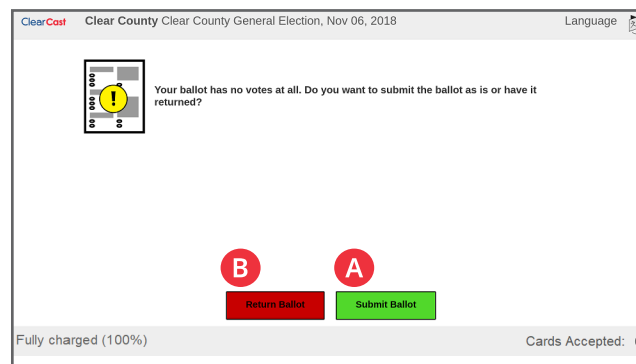 ClearCast Clear County Clear County General Election, Nov 06, 2018 Language
!
Your ballot has no votes at all. Do you want to submit the ballot as is or have it
returned?
B A
Return Ballot Submit Ballot
Fully charged (100%) Cards Accepted: